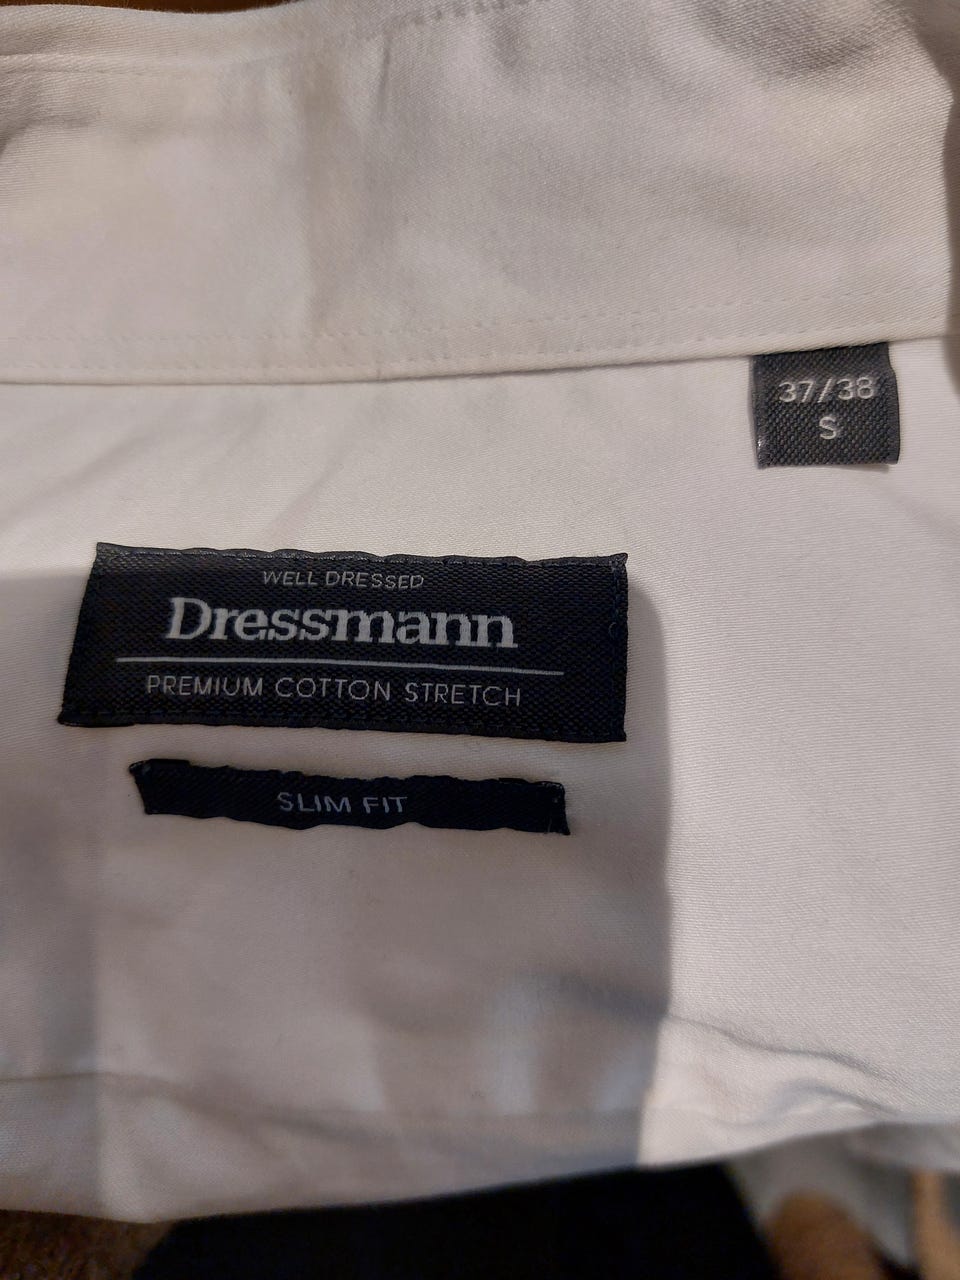 37/38
S
WELL DRESSED
Dressmann
PREMIUM COTTON STRETCH
SLIM FIT